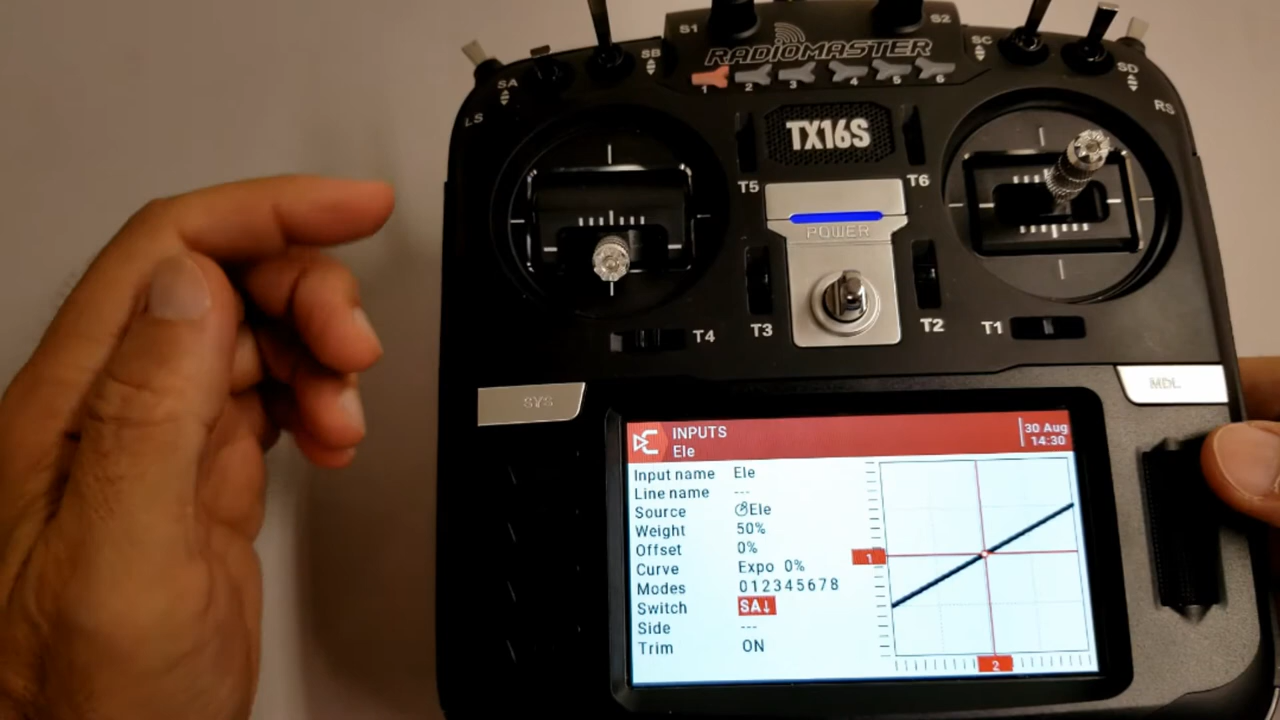 S1
S2
RADIOMASTER
SA
SB
SC
SD
LS
RS
1 2 3 4 5 6
TX16S
T5
T6
POWER
T4
T3
T2
T1
SYS
MDL
INPUTS
Ele
30 Aug
14:30
Input name Ele
Line name ---
Source Ele
Weight 50%
Offset 0%
Curve Expo 0%
Modes 012345678
Switch SA↓
Side ---
Trim ON
1
2